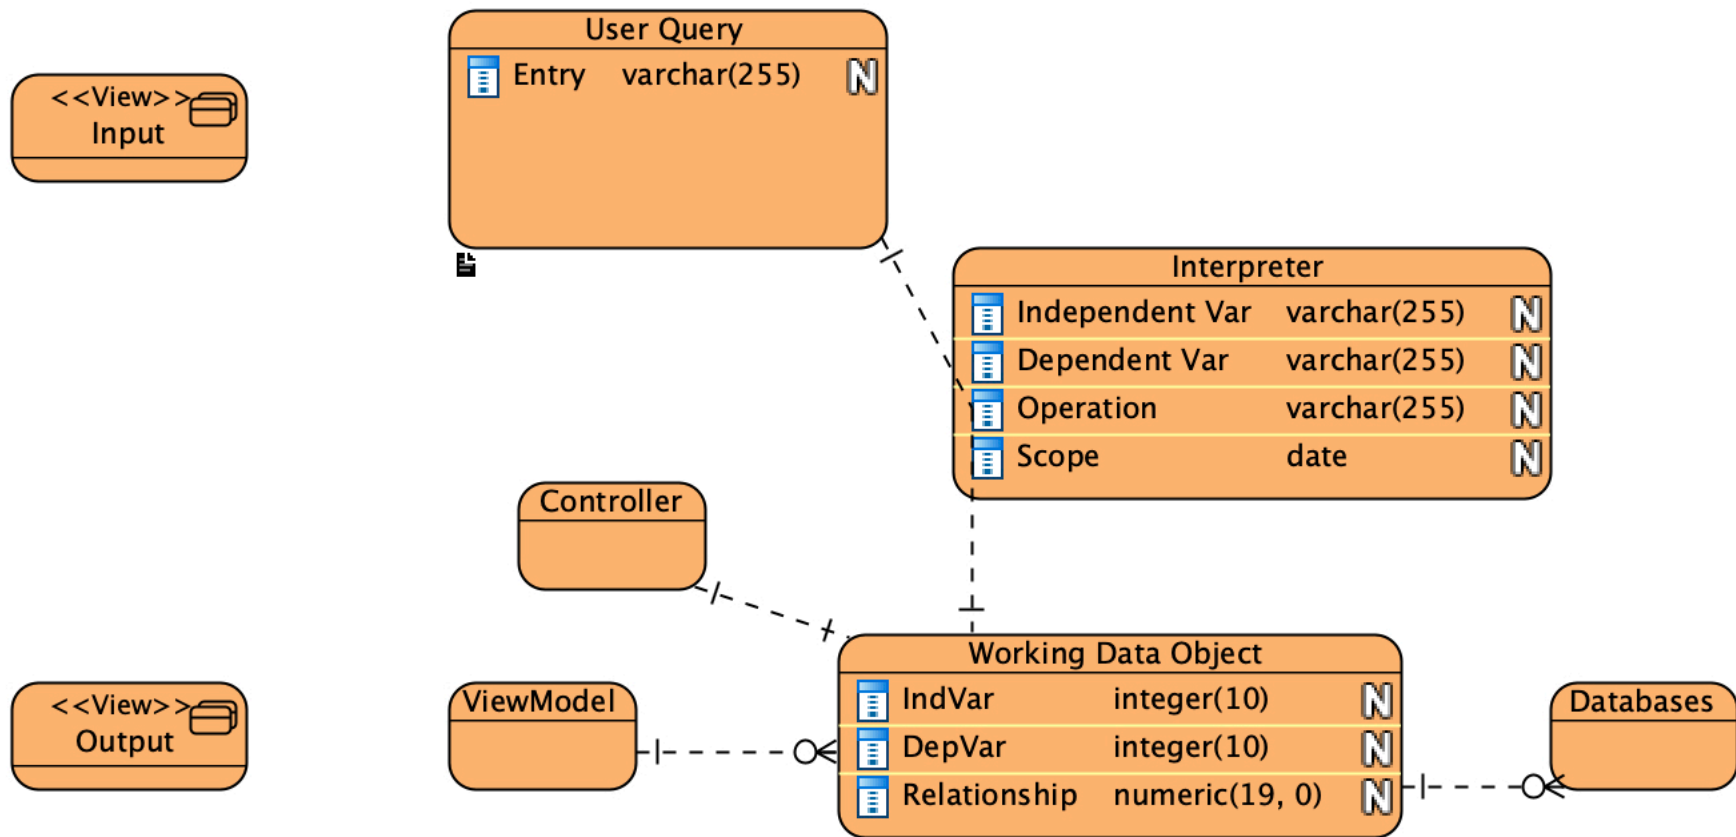 User Query
Entry varchar(255) N
<<View>>
Input
Interpreter
Independent Var varchar(255) N
Dependent Var varchar(255) N
Operation varchar(255) N
Scope date N
Controller
Working Data Object
IndVar integer(10) N
DepVar integer(10) N
Relationship numeric(19, 0) N
<<View>>
Output
ViewModel
Databases